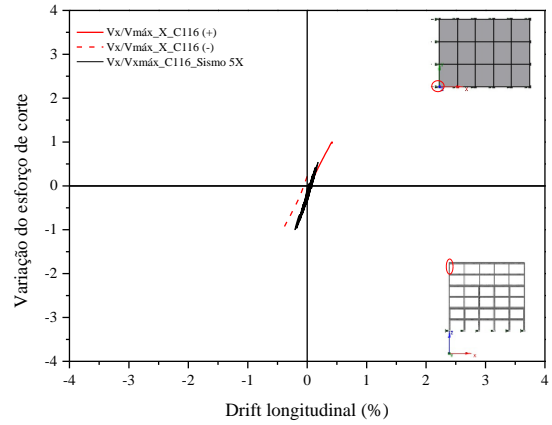 Vx/Vmáx_X_C116 (+)
Vx/Vmáx_X_C116 (-)
Vx/Vxmáx_C116_Sismo 5X
4
3
2
1
0
-1
-2
-3
-4
-4 -3 -2 -1 0 1 2 3 4
Variação do esforço de corte
Drift longitudinal (%)